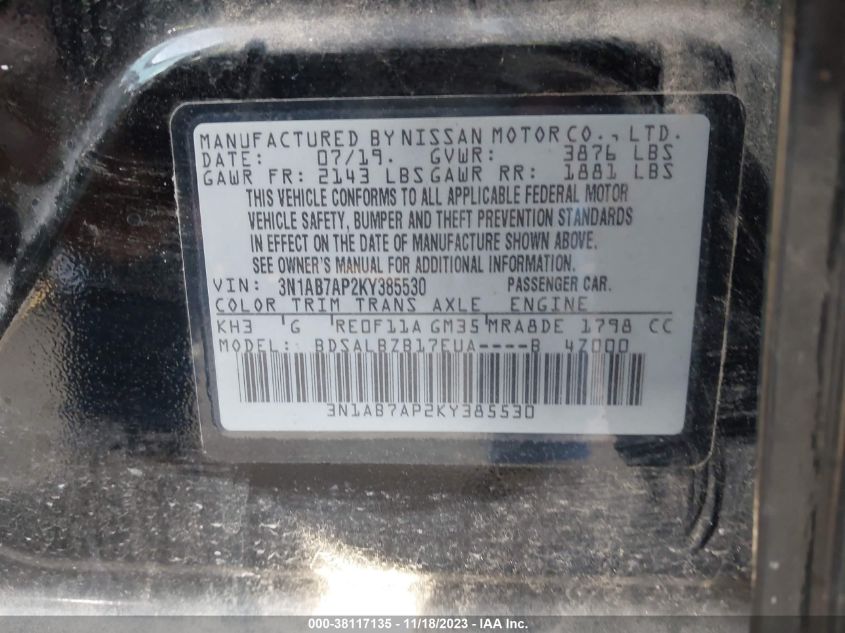 MANUFACTURED BY NISSAN MOTOR CO., LTD.
DATE: 07/19. GVWR: 3876 LBS
GAWR FR: 2143 LBS GAWR RR: 1881 LBS
THIS VEHICLE CONFORMS TO ALL APPLICABLE FEDERAL MOTOR
VEHICLE SAFETY, BUMPER AND THEFT PREVENTION STANDARDS
IN EFFECT ON THE DATE OF MANUFACTURE SHOWN ABOVE.
SEE OWNER'S MANUAL FOR ADDITIONAL INFORMATION.
VIN: 3N1AB7AP2KY385530 PASSENGER CAR.
COLOR TRIM TRANS AXLE ENGINE
KH3 G RE0F11A GM35 MRA8DE 1798 CC
MODEL: BDSALBZB17EUA----B 47000
3N1AB7AP2KY385530
000-38117135 - 11/18/2023 - IAA Inc.